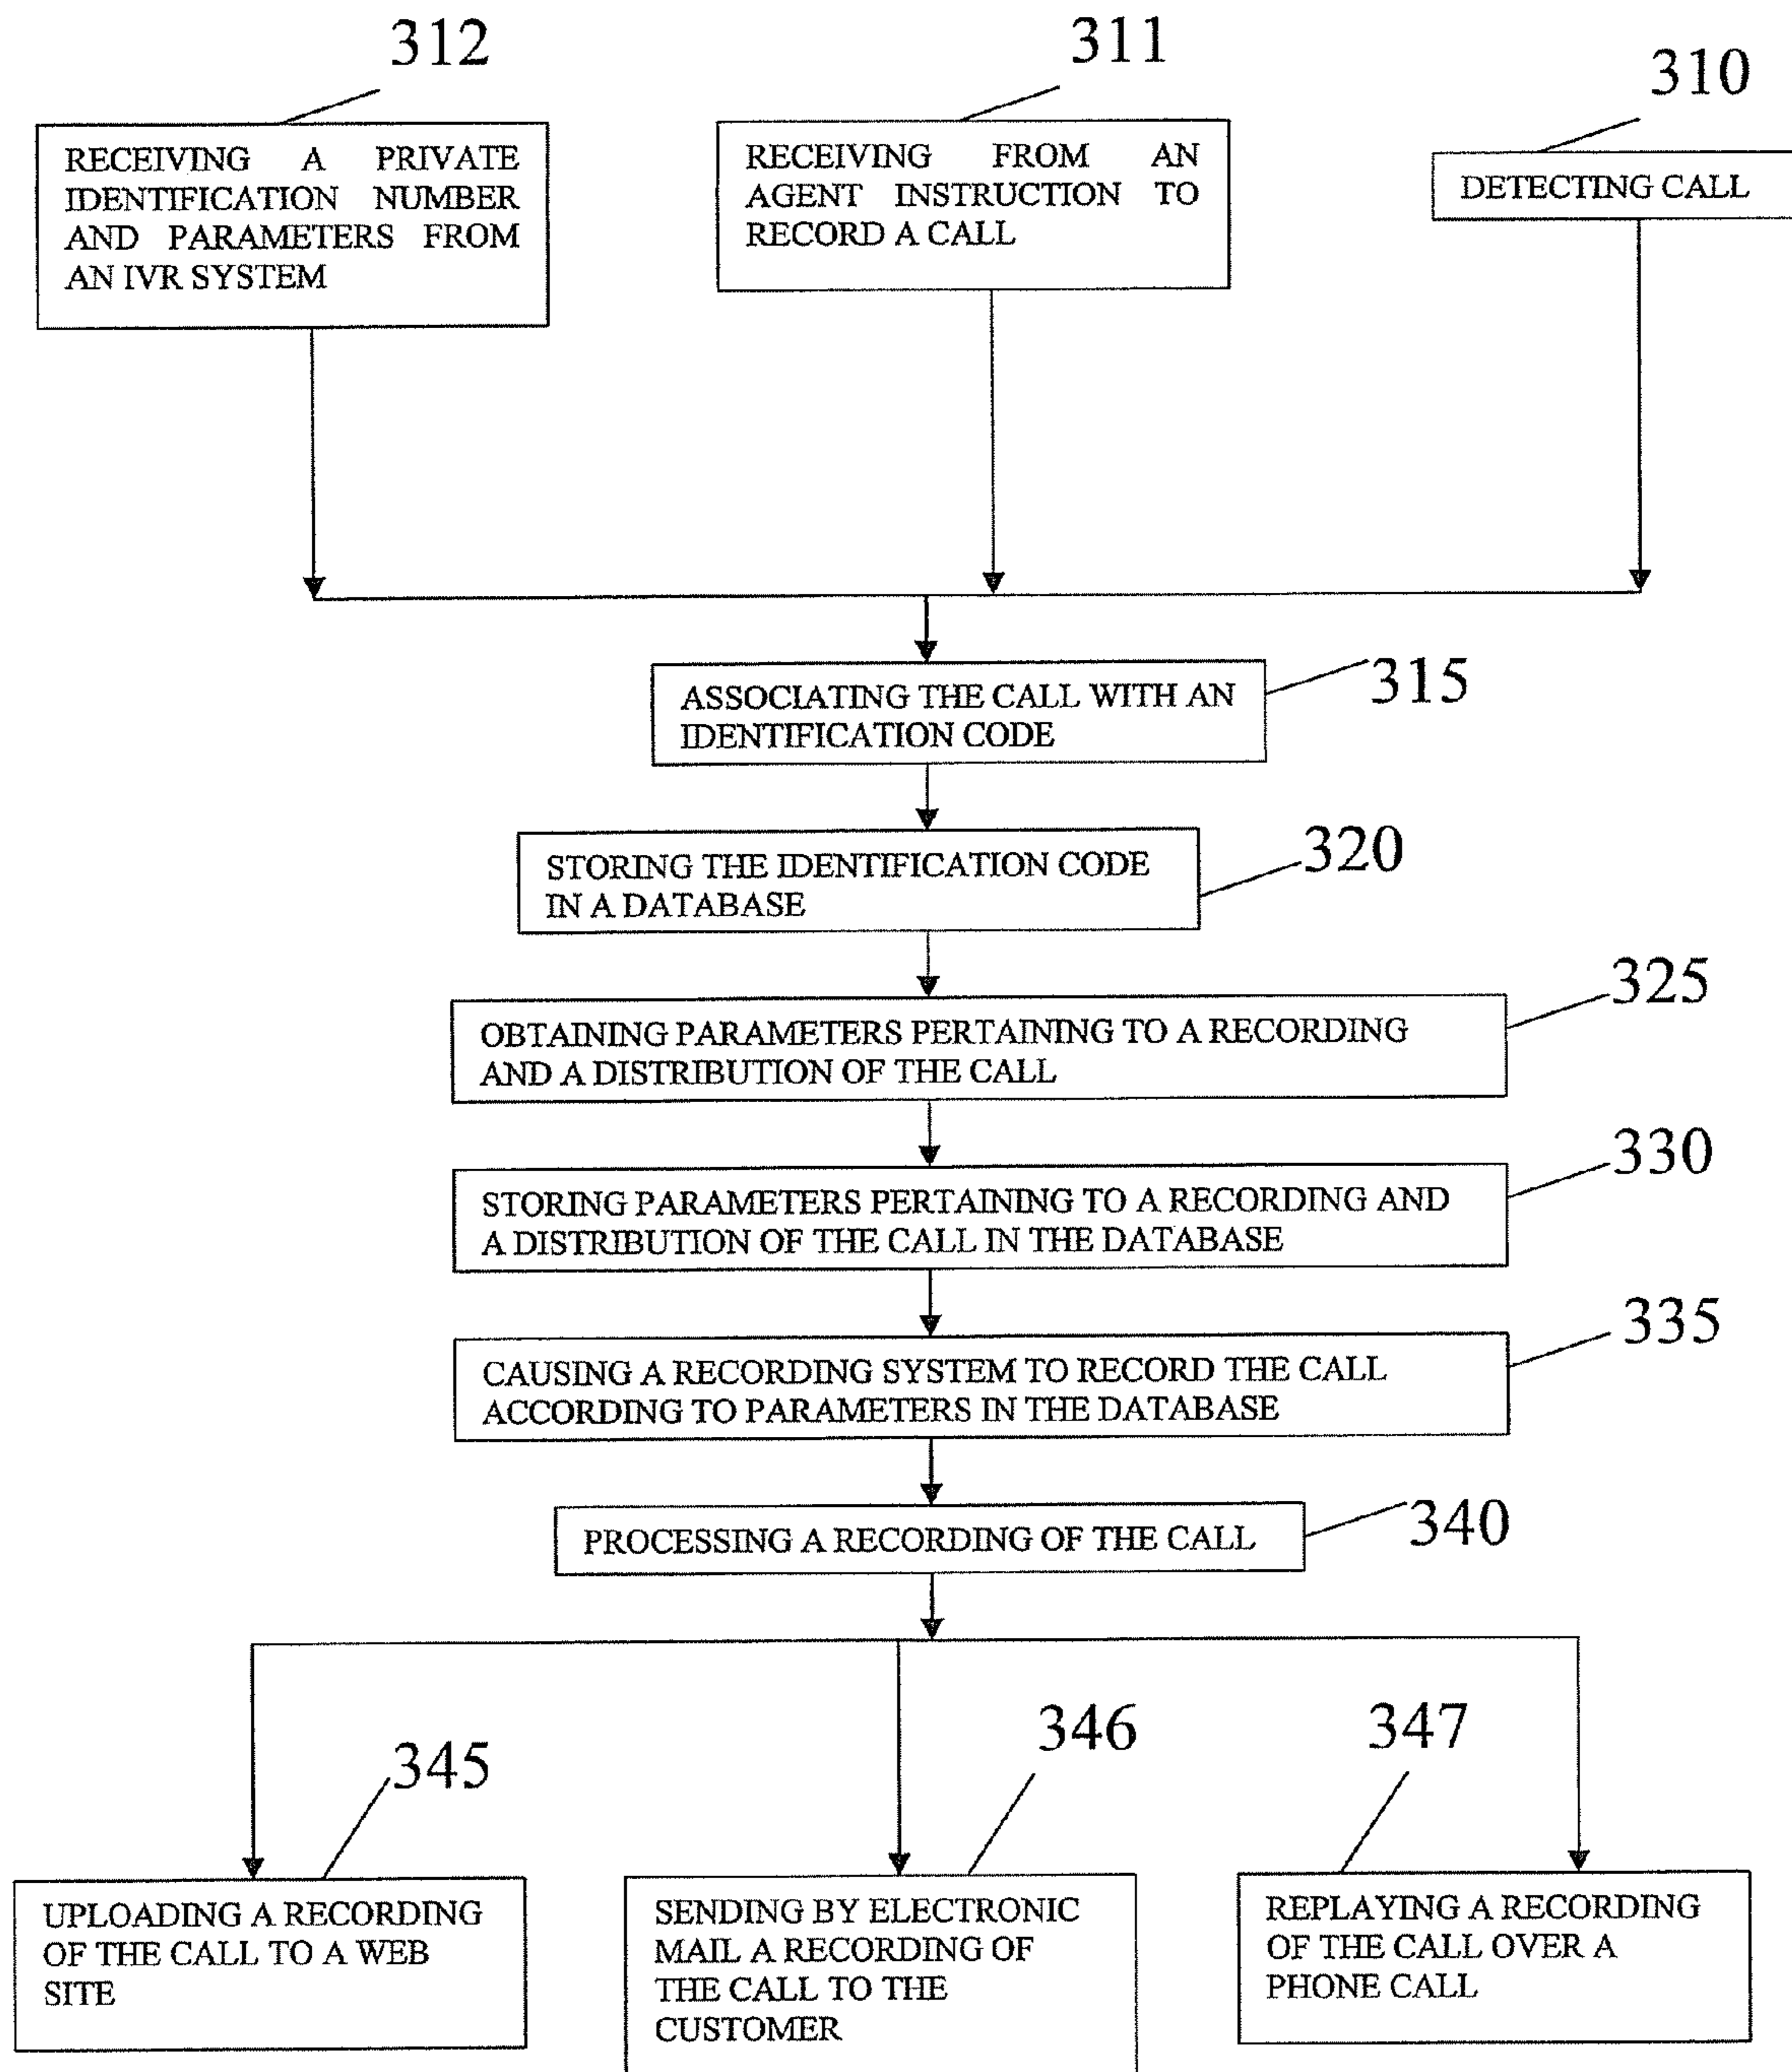 312
311
310
RECEIVING A PRIVATE
IDENTIFICATION NUMBER
AND PARAMETERS FROM
AN IVR SYSTEM
RECEIVING FROM AN
AGENT INSTRUCTION TO
RECORD A CALL
DETECTING CALL
315
ASSOCIATING THE CALL WITH AN
IDENTIFICATION CODE
320
STORING THE IDENTIFICATION CODE
IN A DATABASE
325
OBTAINING PARAMETERS PERTAINING TO A RECORDING
AND A DISTRIBUTION OF THE CALL
330
STORING PARAMETERS PERTAINING TO A RECORDING AND
A DISTRIBUTION OF THE CALL IN THE DATABASE
335
CAUSING A RECORDING SYSTEM TO RECORD THE CALL
ACCORDING TO PARAMETERS IN THE DATABASE
340
PROCESSING A RECORDING OF THE CALL
345
346
347
UPLOADING A RECORDING
OF THE CALL TO A WEB
SITE
SENDING BY ELECTRONIC
MAIL A RECORDING OF
THE CALL TO THE
CUSTOMER
REPLAYING A RECORDING
OF THE CALL OVER A
PHONE CALL